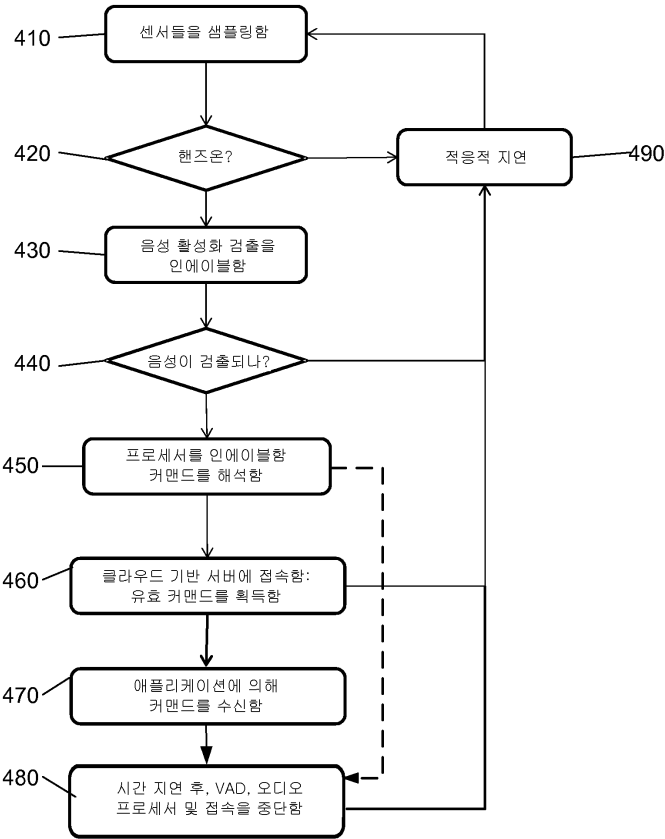 410
센서들을 샘플링함
420
핸즈온?
적응적 지연
490
430
음성 활성화 검출을
인에이블함
440
음성이 검출되나?
450
프로세서를 인에이블함
커맨드를 해석함
460
클라우드 기반 서버에 접속함:
유효 커맨드를 획득함
470
애플리케이션에 의해
커맨드를 수신함
480
시간 지연 후, VAD, 오디오
프로세서 및 접속을 중단함